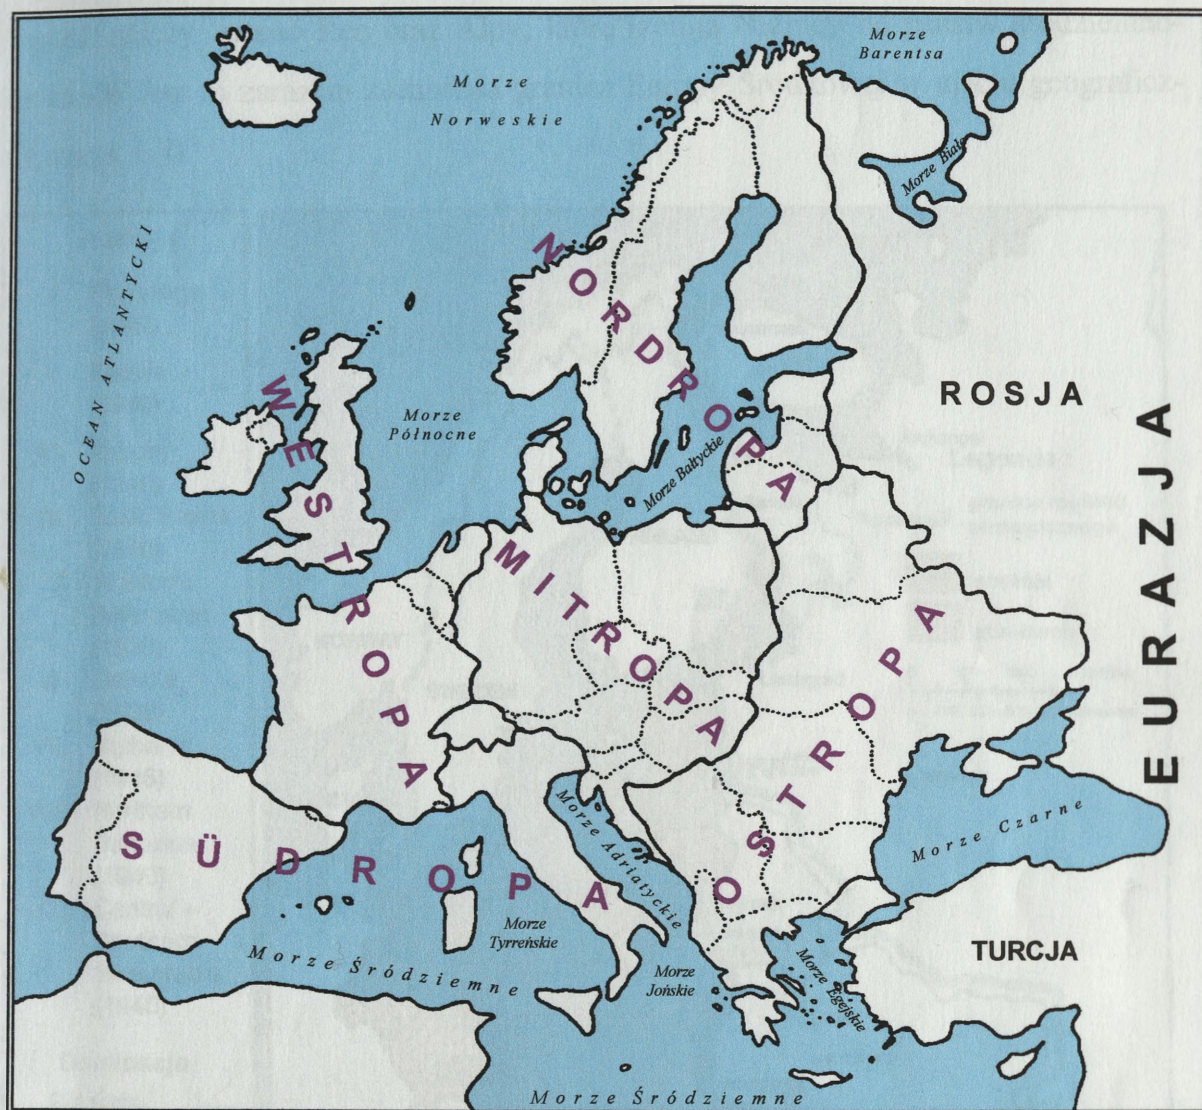 Morze
Barentsa
Morze
Norweskie
Morze Białe
OCEAN ATLANTYCKI
NORDROPA
WESTROPA
Morze
Północne
ROSJA
EURAZJA
Morze Bałtyckie
MITROPA
OSTROPA
SÜDROPA
Morze Adriatyckie
Morze Czarne
Morze
Tyrreńskie
Morze Śródziemne
Morze
Jońskie
Morze Egejskie
TURCJA
Morze Śródziemne